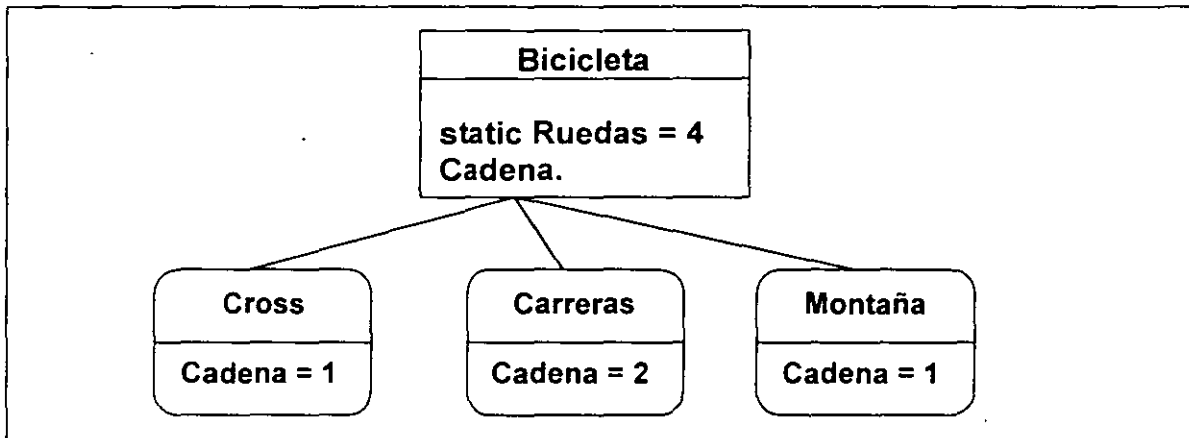 Bicicleta
static Ruedas = 4
Cadena.
Cross
Cadena = 1
Carreras
Cadena = 2
Montaña
Cadena = 1